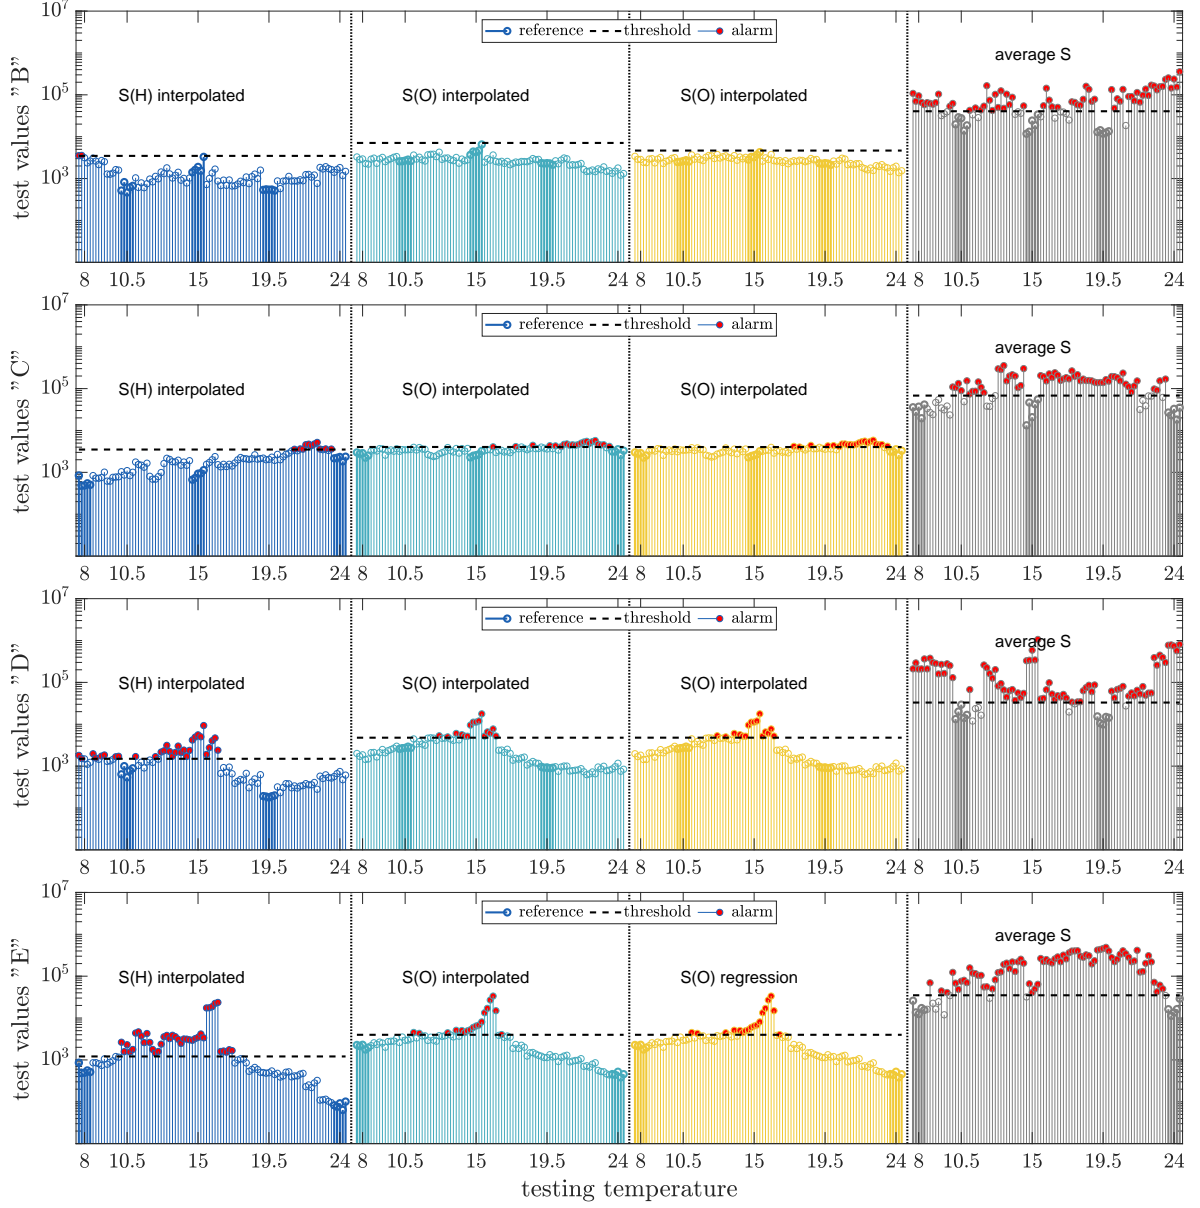 10^7
reference threshold alarm
average S
S(H) interpolated S(O) interpolated S(O) interpolated
10^5
10^3
test values "B"
8 10.5 15 19.5 24 8 10.5 15 19.5 24 8 10.5 15 19.5 24 8 10.5 15 19.5 24
10^7
reference threshold alarm
average S
S(H) interpolated S(O) interpolated S(O) interpolated
10^5
10^3
test values "C"
8 10.5 15 19.5 24 8 10.5 15 19.5 24 8 10.5 15 19.5 24 8 10.5 15 19.5 24
10^7
reference threshold alarm
average S
S(H) interpolated S(O) interpolated S(O) interpolated
10^5
10^3
test values "D"
8 10.5 15 19.5 24 8 10.5 15 19.5 24 8 10.5 15 19.5 24 8 10.5 15 19.5 24
10^7
reference threshold alarm
average S
S(H) interpolated S(O) interpolated S(O) regression
10^5
10^3
test values "E"
8 10.5 15 19.5 24 8 10.5 15 19.5 24 8 10.5 15 19.5 24 8 10.5 15 19.5 24
testing temperature